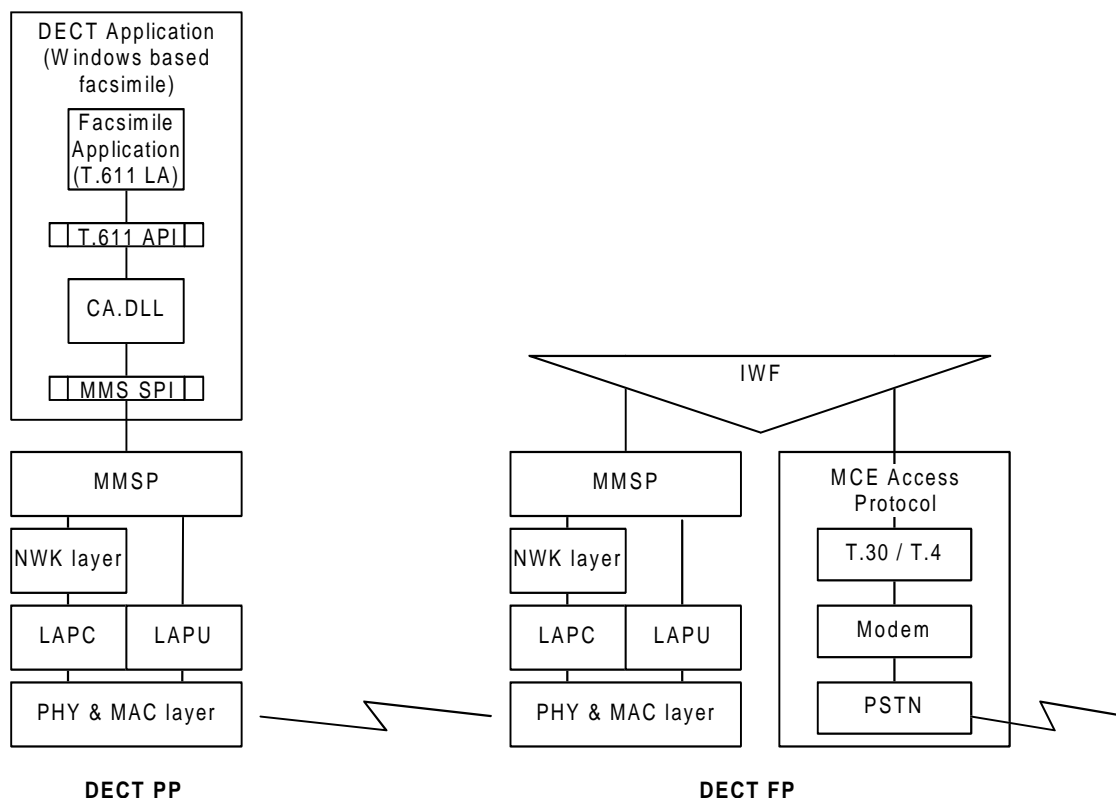 DECT Application
(Windows based
facsimile)
Facsimile
Application
(T.611 LA)
T.611 API
CA.DLL
MMS SPI
MMSP
NWK layer
LAPC
LAPU
PHY & MAC layer
DECT PP
IWF
MMSP
NWK layer
LAPC
LAPU
PHY & MAC layer
MCE Access
Protocol
T.30 / T.4
Modem
PSTN
DECT FP